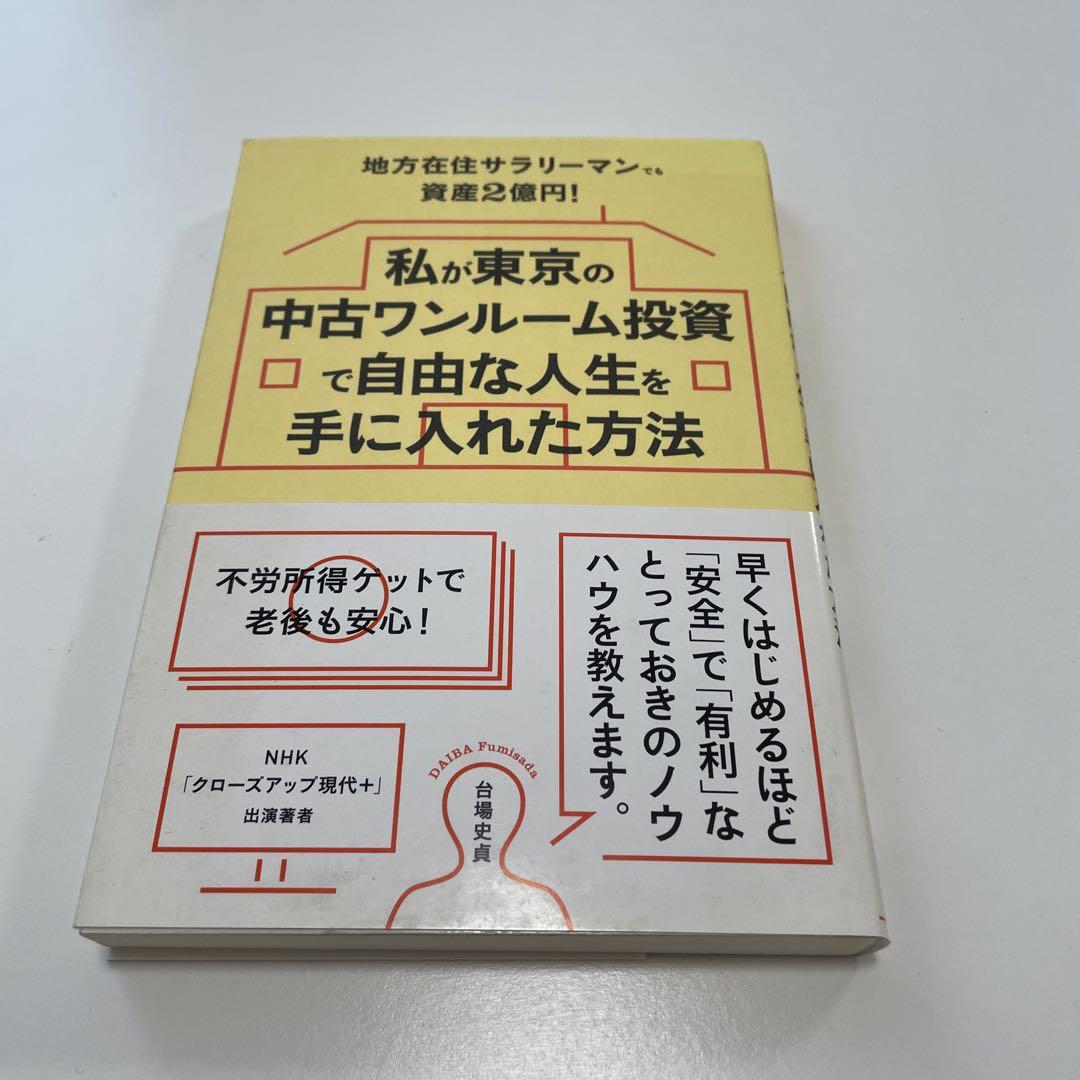 地方在住サラリーマンでも
資産2億円!
私が東京の
中古ワンルーム投資
で自由な人生を
手に入れた方法
不労所得ゲットで
老後も安心!
早くはじめるほど
「安全」で「有利」な
とっておきのノウ
ハウを教えます。
NHK
「クローズアップ現代+」
出演著者
DAIBA Fumisada
台場史貞